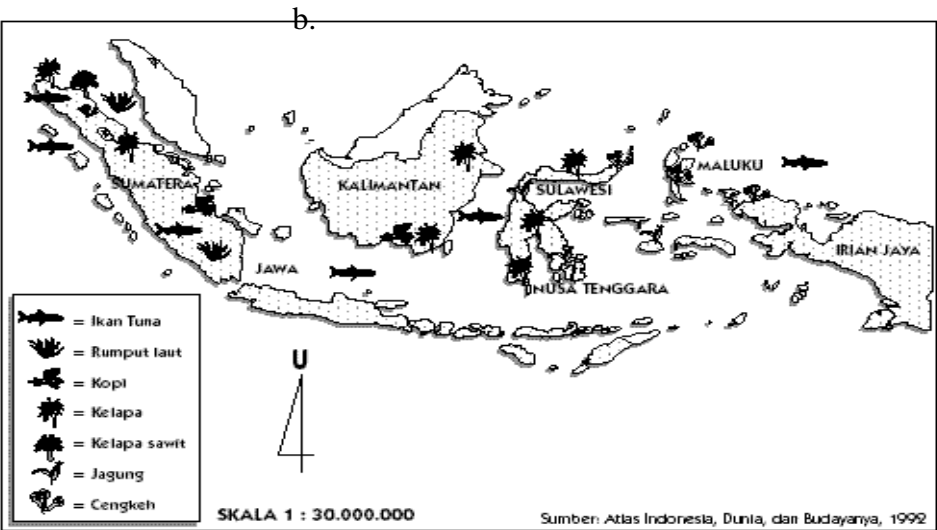 b.
SUMATERA
KALIMANTAN
SULAWESI
MALUKU
IRIAN JAYA
JAWA
NUSA TENGGARA
= Ikan Tuna
= Rumput laut
= Kopi
= Kelapa
= Kelapa sawit
= Jagung
= Cengkeh
U
SKALA 1 : 30.000.000
Sumber: Atlas Indonesia, Dunia, dan Budayanya, 1992